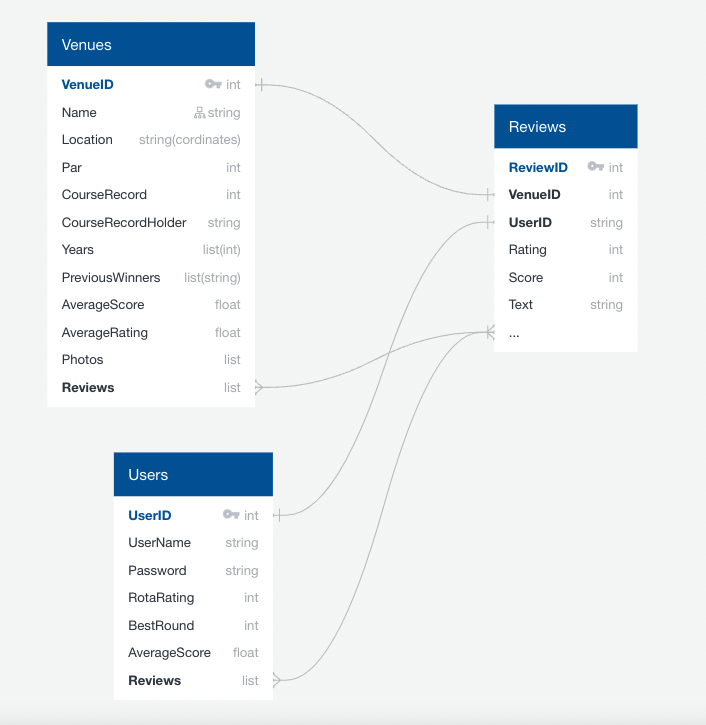 Venues
VenueID int
Name string
Location string(cordinates)
Par int
CourseRecord int
CourseRecordHolder string
Years list(int)
PreviousWinners list(string)
AverageScore float
AverageRating float
Photos list
Reviews list
Reviews
ReviewID int
VenueID int
UserID string
Rating int
Score int
Text string
...
Users
UserID int
UserName string
Password string
RotaRating int
BestRound int
AverageScore float
Reviews list